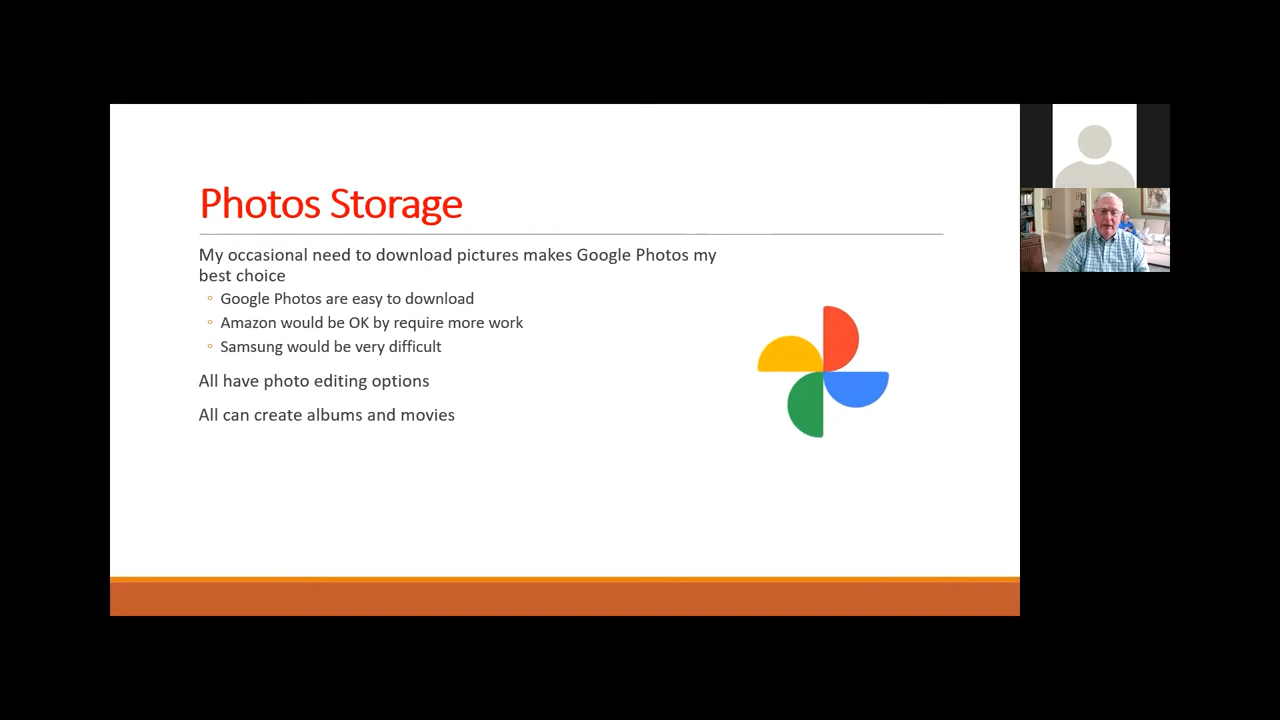 Photos Storage
My occasional need to download pictures makes Google Photos my
best choice
Google Photos are easy to download
Amazon would be OK by require more work
Samsung would be very difficult
All have photo editing options
All can create albums and movies